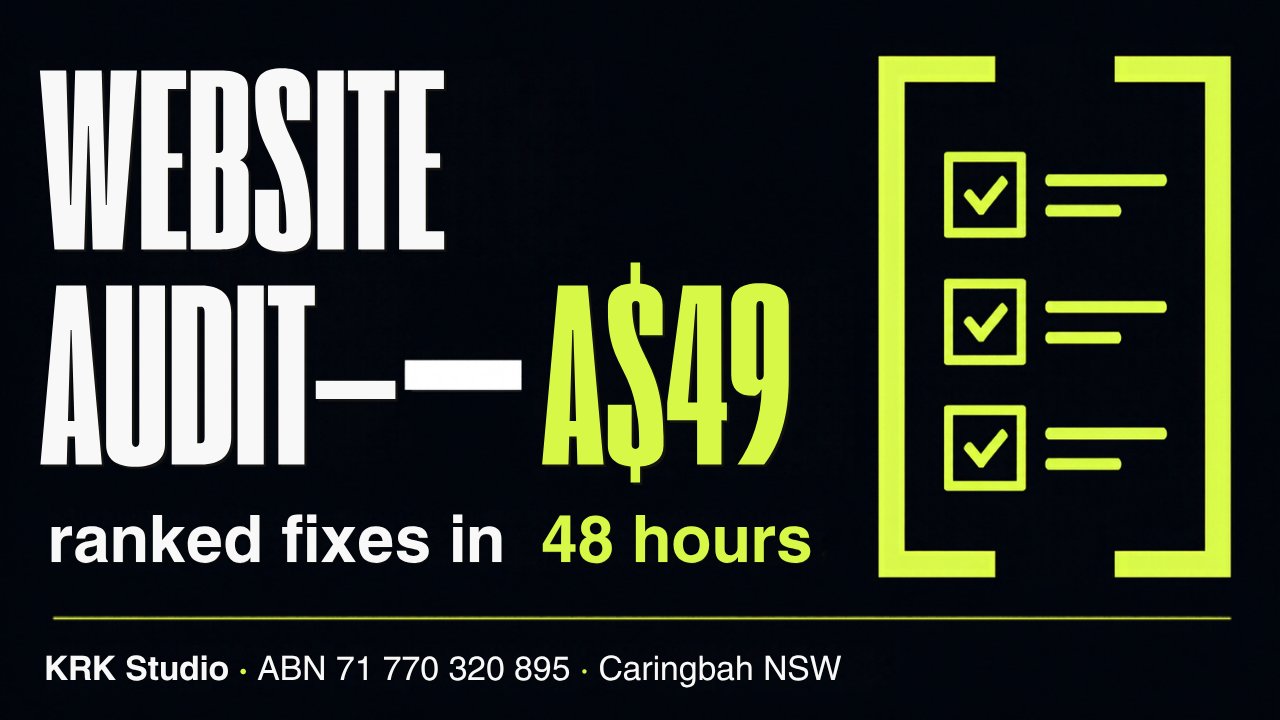 WEBSITE
AUDIT—— A$49
ranked fixes in 48 hours
KRK Studio · ABN 71 770 320 895 · Caringbah NSW